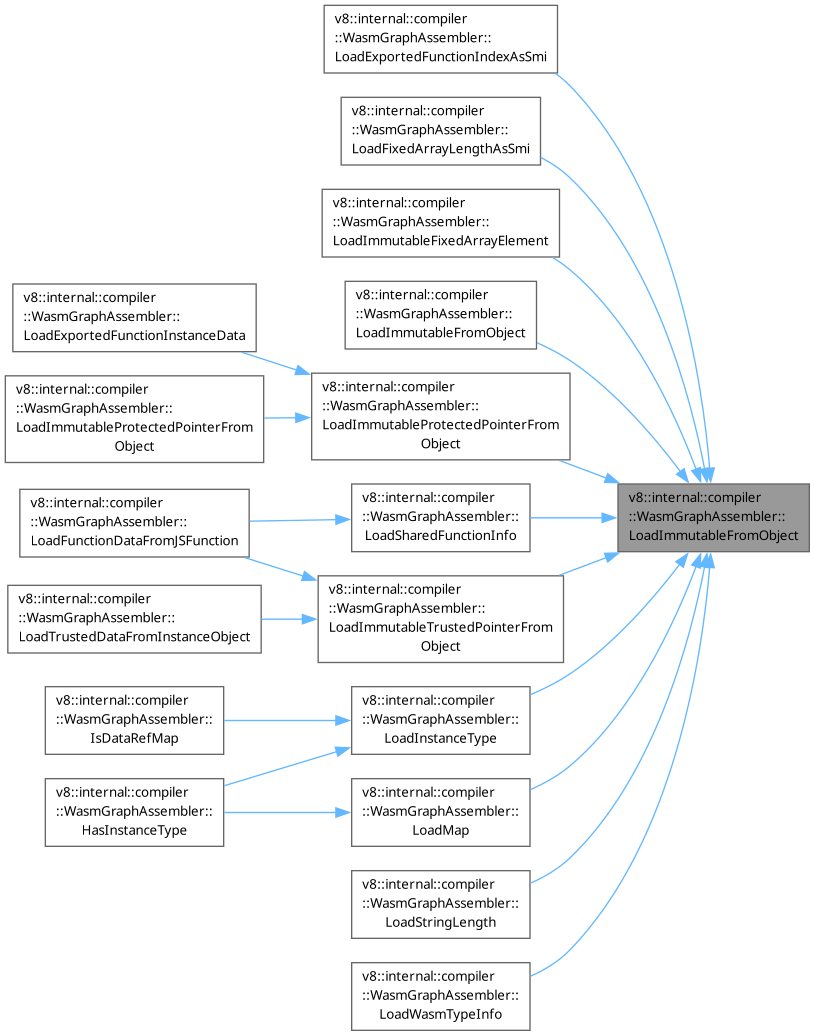 v8::internal::compiler
::WasmGraphAssembler::
LoadExportedFunctionIndexAsSmi
v8::internal::compiler
::WasmGraphAssembler::
LoadFixedArrayLengthAsSmi
v8::internal::compiler
::WasmGraphAssembler::
LoadImmutableFixedArrayElement
v8::internal::compiler
::WasmGraphAssembler::
LoadImmutableFromObject
v8::internal::compiler
::WasmGraphAssembler::
LoadExportedFunctionInstanceData
v8::internal::compiler
::WasmGraphAssembler::
LoadImmutableProtectedPointerFrom
Object
v8::internal::compiler
::WasmGraphAssembler::
LoadImmutableProtectedPointerFrom
Object
v8::internal::compiler
::WasmGraphAssembler::
LoadFunctionDataFromJSFunction
v8::internal::compiler
::WasmGraphAssembler::
LoadSharedFunctionInfo
v8::internal::compiler
::WasmGraphAssembler::
LoadImmutableFromObject
v8::internal::compiler
::WasmGraphAssembler::
LoadTrustedDataFromInstanceObject
v8::internal::compiler
::WasmGraphAssembler::
LoadImmutableTrustedPointerFrom
Object
v8::internal::compiler
::WasmGraphAssembler::
IsDataRefMap
v8::internal::compiler
::WasmGraphAssembler::
LoadInstanceType
v8::internal::compiler
::WasmGraphAssembler::
HasInstanceType
v8::internal::compiler
::WasmGraphAssembler::
LoadMap
v8::internal::compiler
::WasmGraphAssembler::
LoadStringLength
v8::internal::compiler
::WasmGraphAssembler::
LoadWasmTypeInfo